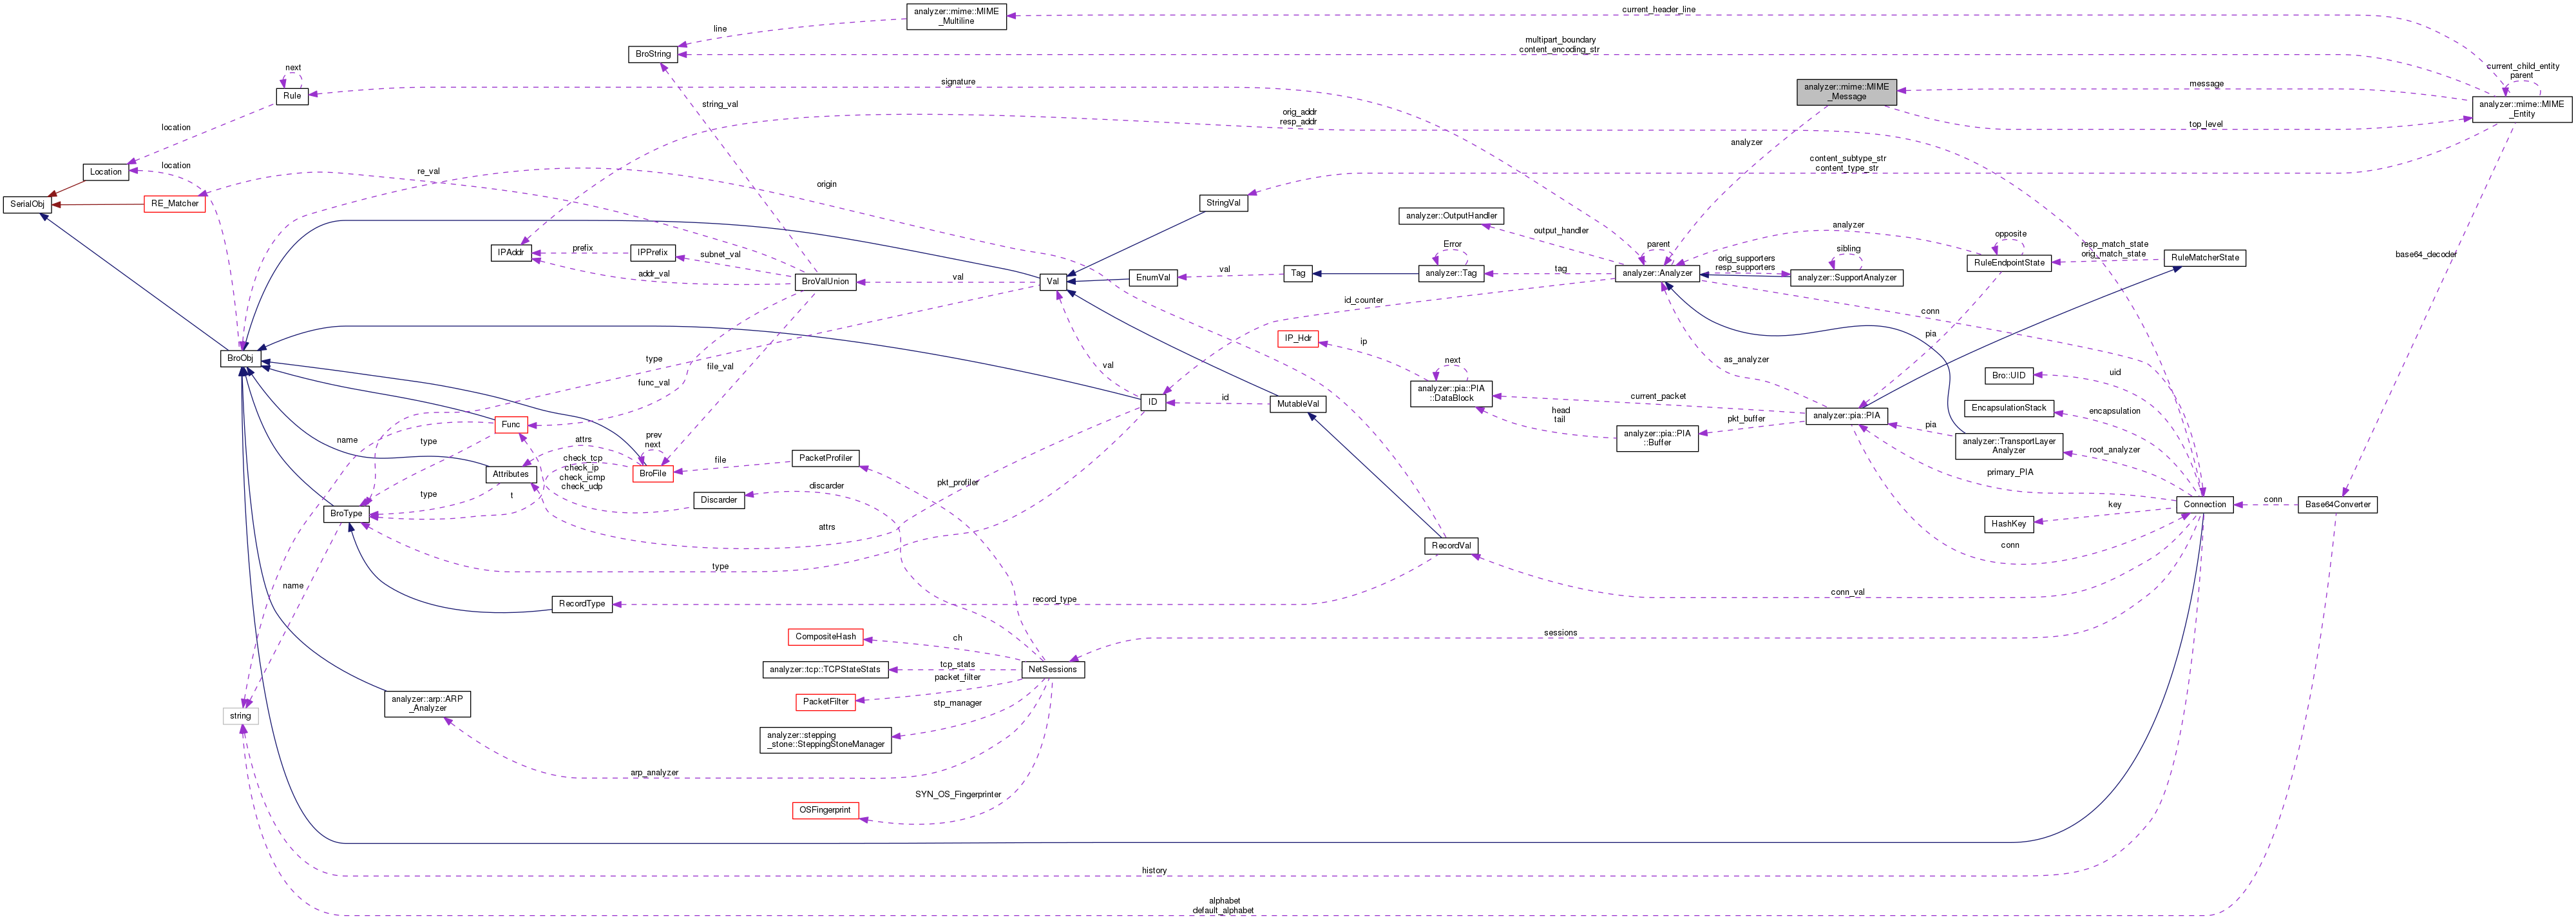 analyzer::mime::MIME
_Multiline
current_header_line
line
BroString
multipart_boundary
content_encoding_str
next
Rule
signature
analyzer::mime::MIME
_Message
message
current_child_entity
parent
analyzer::mime::MIME
_Entity
string_val
orig_addr
resp_addr
top_level
location
analyzer
location
Location
re_val
origin
content_subtype_str
content_type_str
SerialObj
RE_Matcher
StringVal
analyzer::OutputHandler
output_handler
analyzer
opposite
resp_match_state
orig_match_state
RuleMatcherState
IPAddr
prefix
IPPrefix
subnet_val
addr_val
BroValUnion
val
Val
EnumVal
val
Tag
Error
analyzer::Tag
tag
parent
analyzer::Analyzer
orig_supporters
resp_supporters
sibling
analyzer::SupportAnalyzer
RuleEndpointState
base64_decoder
id_counter
conn
IP_Hdr
ip
pia
BroObj
type
func_val
file_val
val
as_analyzer
next
analyzer::pia::PIA
::DataBlock
current_packet
Bro::UID
uid
ID
id
MutableVal
head
tail
pkt_buffer
analyzer::pia::PIA
analyzer::pia::PIA
::Buffer
EncapsulationStack
encapsulation
pia
analyzer::TransportLayer
Analyzer
root_analyzer
Func
name
type
attrs
prev
next
BroFile
file
PacketProfiler
check_tcp
check_ip
check_icmp
check_udp
Attributes
type
t
discarder
Discarder
pkt_profiler
primary_PIA
Connection
conn
Base64Converter
key
HashKey
BroType
attrs
conn
RecordVal
type
name
RecordType
record_type
conn_val
CompositeHash
ch
sessions
analyzer::tcp::TCPStateStats
tcp_stats
NetSessions
packet_filter
PacketFilter
analyzer::arp::ARP
_Analyzer
string
stp_manager
analyzer::stepping
_stone::SteppingStoneManager
arp_analyzer
SYN_OS_Fingerprinter
OSFingerprint
history
alphabet
default_alphabet